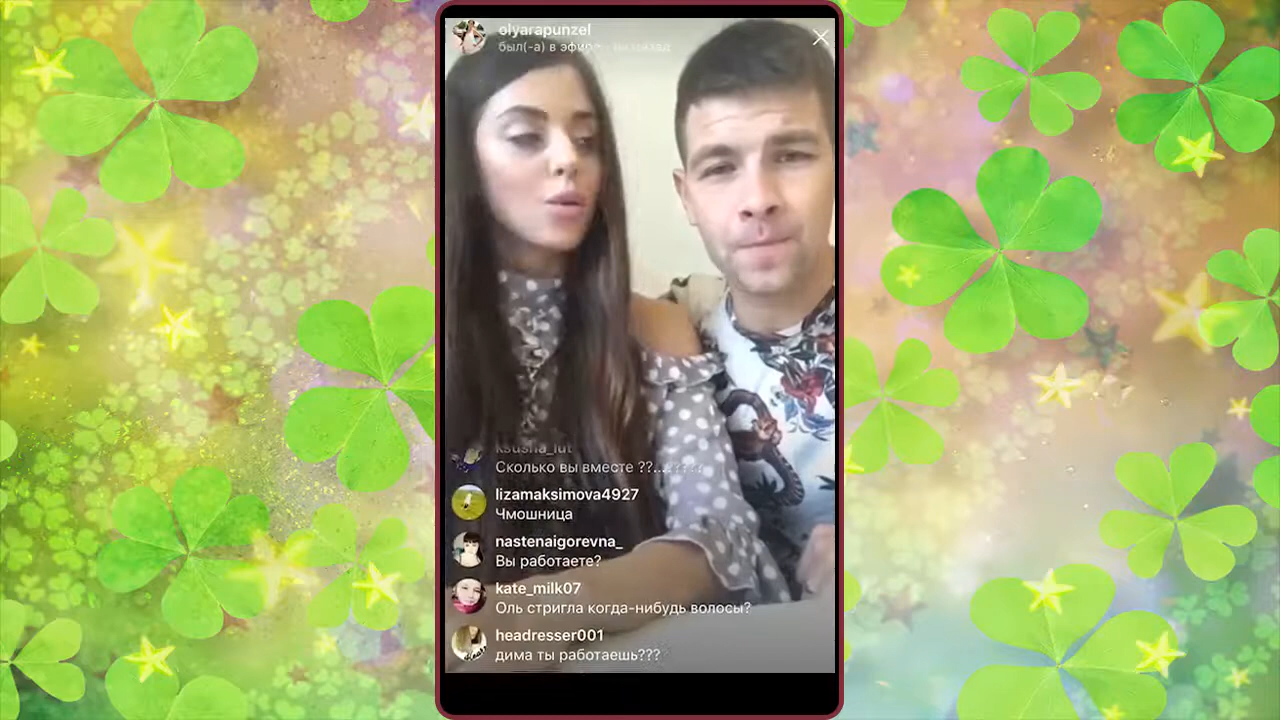 olyarapunzel
был(-а) в эфире
ksusha_lut
Сколько вы вместе ??...?????
lizamaksimova4927
Чмошница
nastenaigorevna_
Вы работаете?
kate_milk07
Оль стригла когда-нибудь волосы?
headresser001
дима ты работаешь???